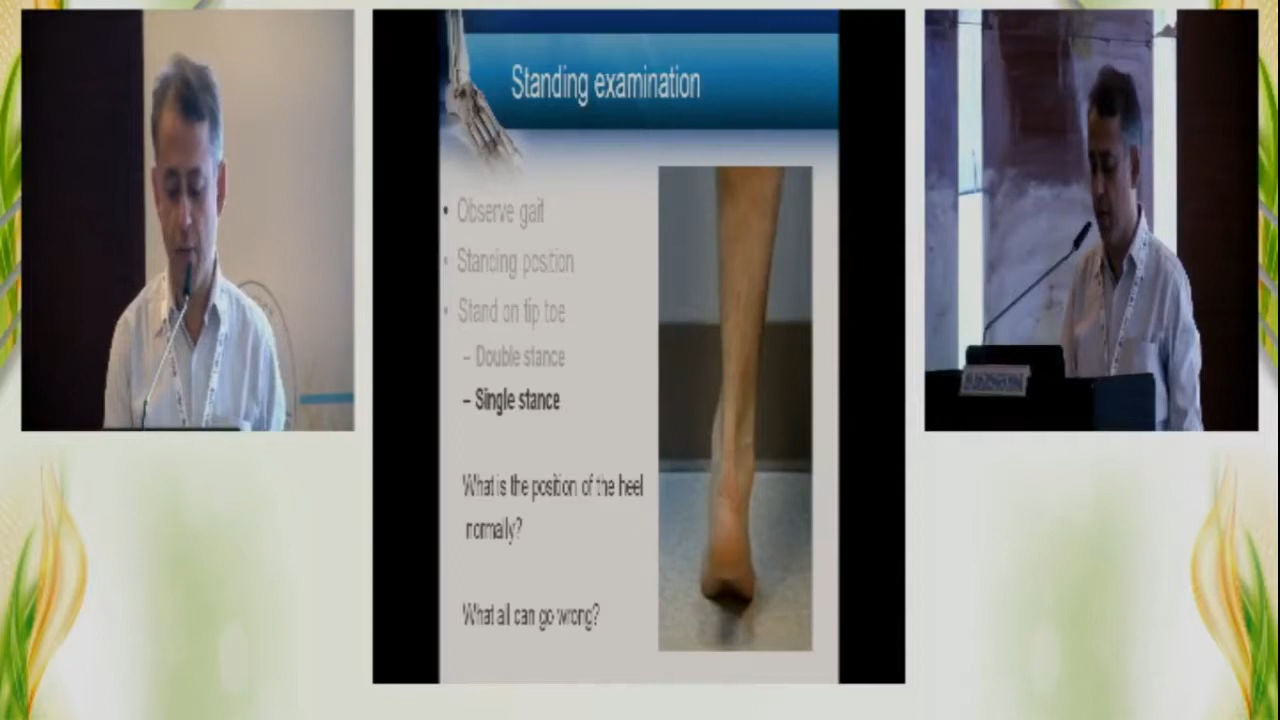 Standing examination
• Observe gait
• Standing position
• Stand on tip toe
– Double stance
– Single stance
What is the position of the heel
normally?
What all can go wrong?